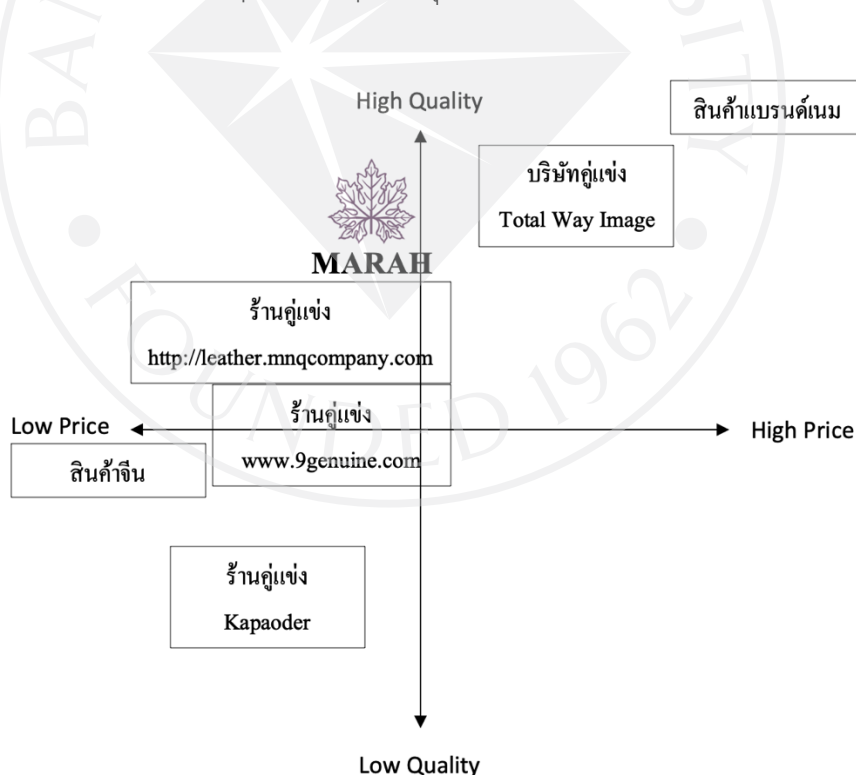 High Quality
สินค้าแบรนด์เนม
บริษัทคู่แข่ง
Total Way Image
MARAH
ร้านคู่แข่ง
http://leather.mnqcompany.com
ร้านคู่แข่ง
www.9genuine.com
Low Price
High Price
สินค้าจีน
ร้านคู่แข่ง
Kapaoder
Low Quality
FOUNDED 1962